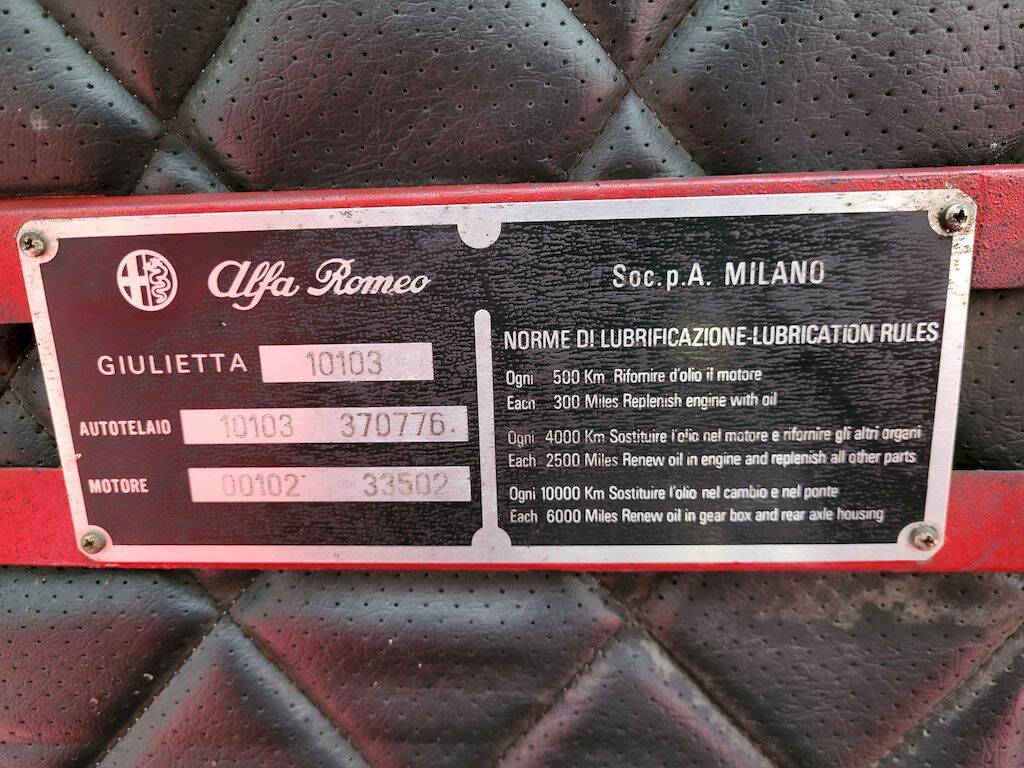 Alfa Romeo
GIULIETTA 10103
AUTOTELAIO 10103 370776
MOTORE 00102 33502
Soc.p.A. MILANO
NORME DI LUBRIFICAZIONE-LUBRICATION RULES
Ogni 500 Km Rifornire d'olio il motore
Each 300 Miles Replenish engine with oil
Ogni 4000 Km Sostituire l'olio nel motore e rifornire gli altri organi
Each 2500 Miles Renew oil in engine and replenish all other parts
Ogni 10000 Km Sostituire l'olio nel cambio e nel ponte
Each 6000 Miles Renew oil in gear box and rear axle housing